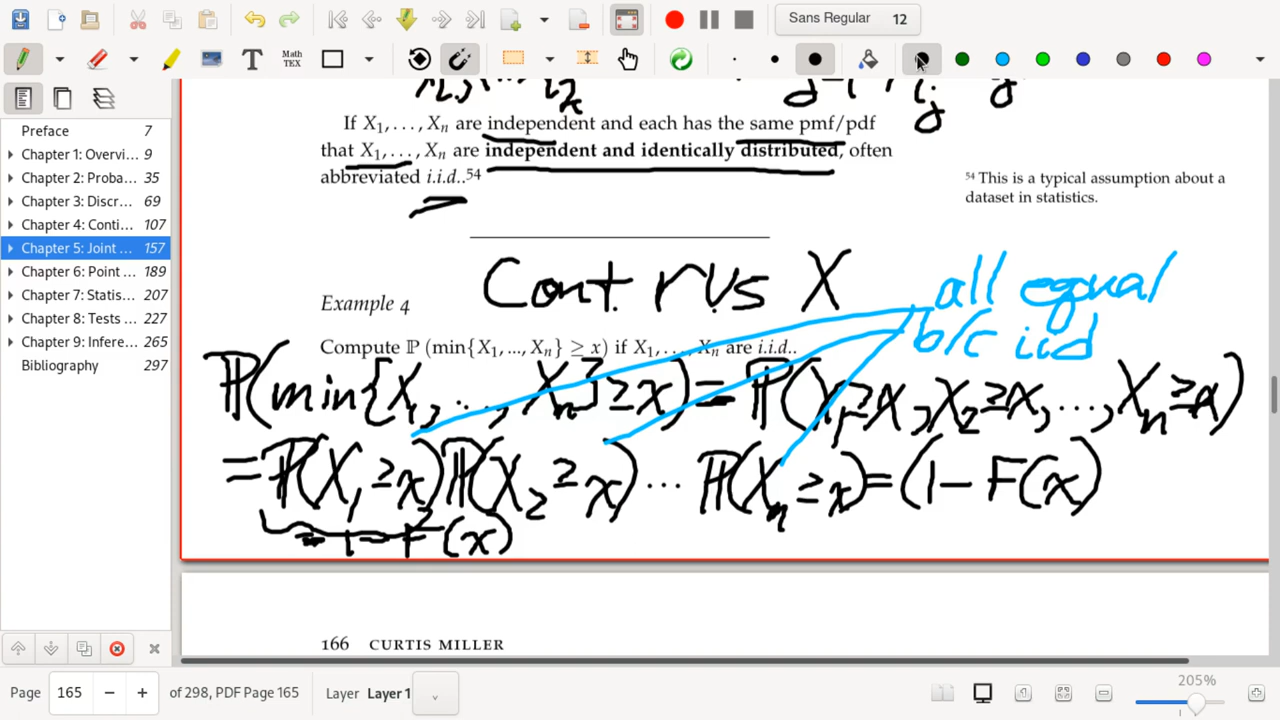 Sans Regular 12
T Math TEX
Preface 7
Chapter 1: Overvi... 9
Chapter 2: Proba... 35
Chapter 3: Discr... 69
Chapter 4: Conti... 107
Chapter 5: Joint ... 157
Chapter 6: Point ... 189
Chapter 7: Statis... 207
Chapter 8: Tests ... 227
Chapter 9: Infere... 265
Bibliography 297
If X₁, . . . , Xₙ are independent and each has the same pmf/pdf
that X₁, . . . , Xₙ are independent and identically distributed, often
abbreviated i.i.d..⁵⁴
⁵⁴ This is a typical assumption about a
dataset in statistics.
Cont. rvs X
all equal
b/c iid
Example 4
Compute ℙ (min{X₁, ..., Xₙ} ≥ x) if X₁, . . . , Xₙ are i.i.d..
ℙ(min{X₁, ..., Xₙ} ≥ x) = ℙ(X₁ ≥ x, X₂ ≥ x, ..., Xₙ ≥ x)
= ℙ(X₁ ≥ x) ℙ(X₂ ≥ x) ... ℙ(Xₙ ≥ x) = (1 - F(x)
= 1 - F(x)
166 CURTIS MILLER
Page 165 of 298, PDF Page 165 Layer Layer 1 205%